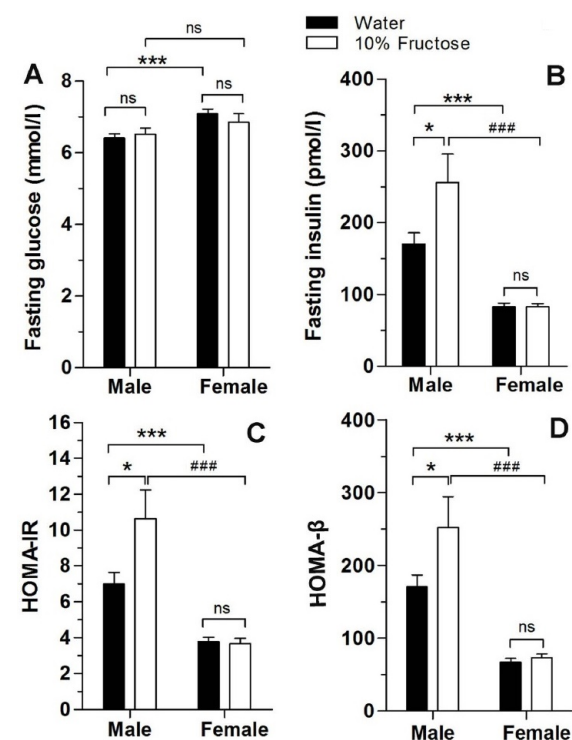 Water
10% Fructose
A
Fasting glucose (mmol/l)
8
6
4
2
0
ns
***
ns
ns
Male
Female
B
Fasting insulin (pmol/l)
400
300
200
100
0
***
*
###
ns
Male
Female
C
HOMA-IR
16
14
12
10
8
6
4
2
0
***
*
###
ns
Male
Female
D
HOMA-β
400
300
200
100
0
***
*
###
ns
Male
Female